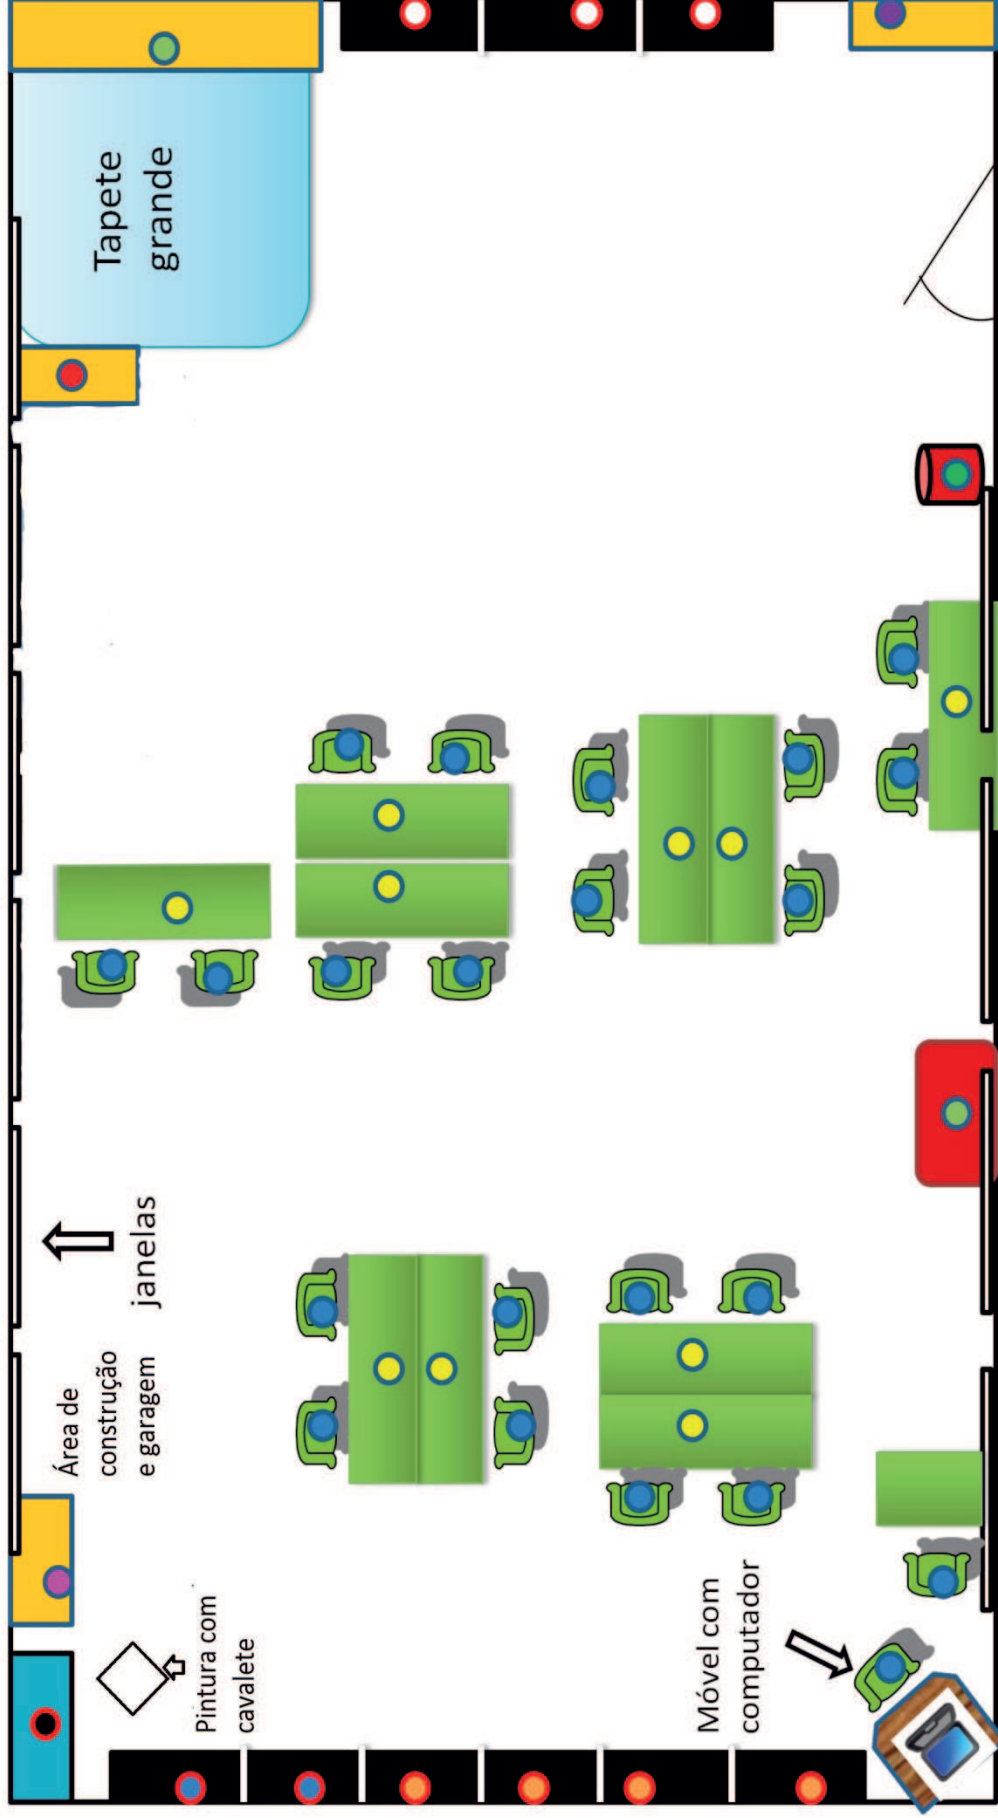 Tapete
grande
janelas
Área de
construção
e garagem
Pintura com
cavalete
Móvel com
computador